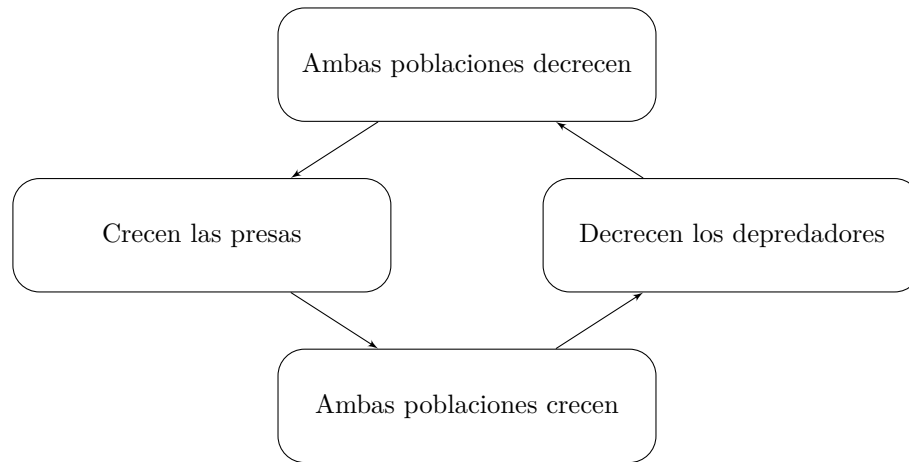 Ambas poblaciones decrecen
Crecen las presas
Decrecen los depredadores
Ambas poblaciones crecen